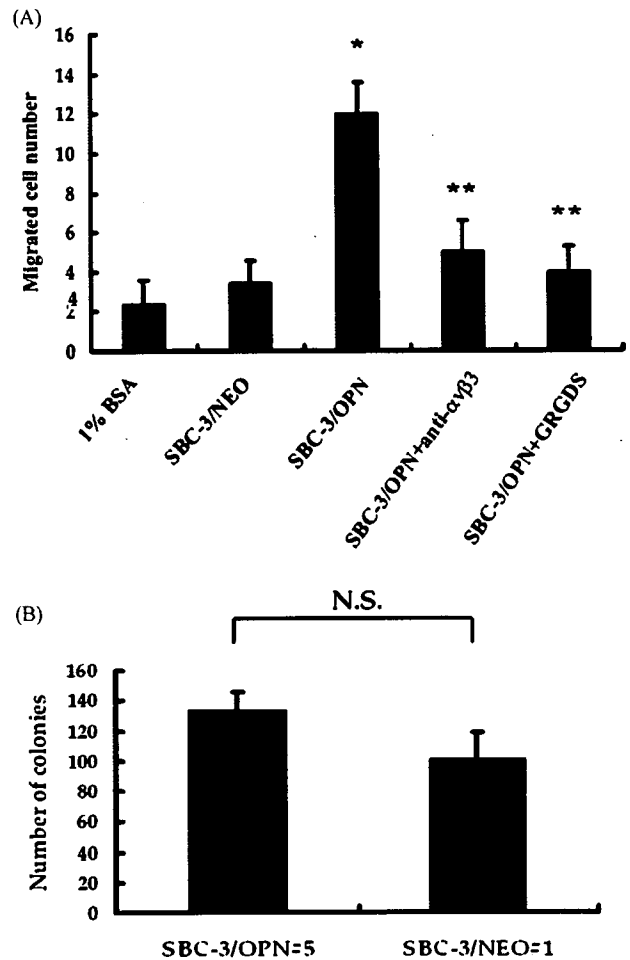 (A)
16
*
14
12
10
**
8
**
6
4
4
2
0
Migrated cell number
1% BSA
SBC-3/NEO
SBC-3/OPN
SBC-3/OPN+anti-αvβ3
SBC-3/OPN+GRGDS
N.S.
(B)
160
140
120
100
80
60
40
20
0
Number of colonies
SBC-3/OPN=5
SBC-3/NEO=1